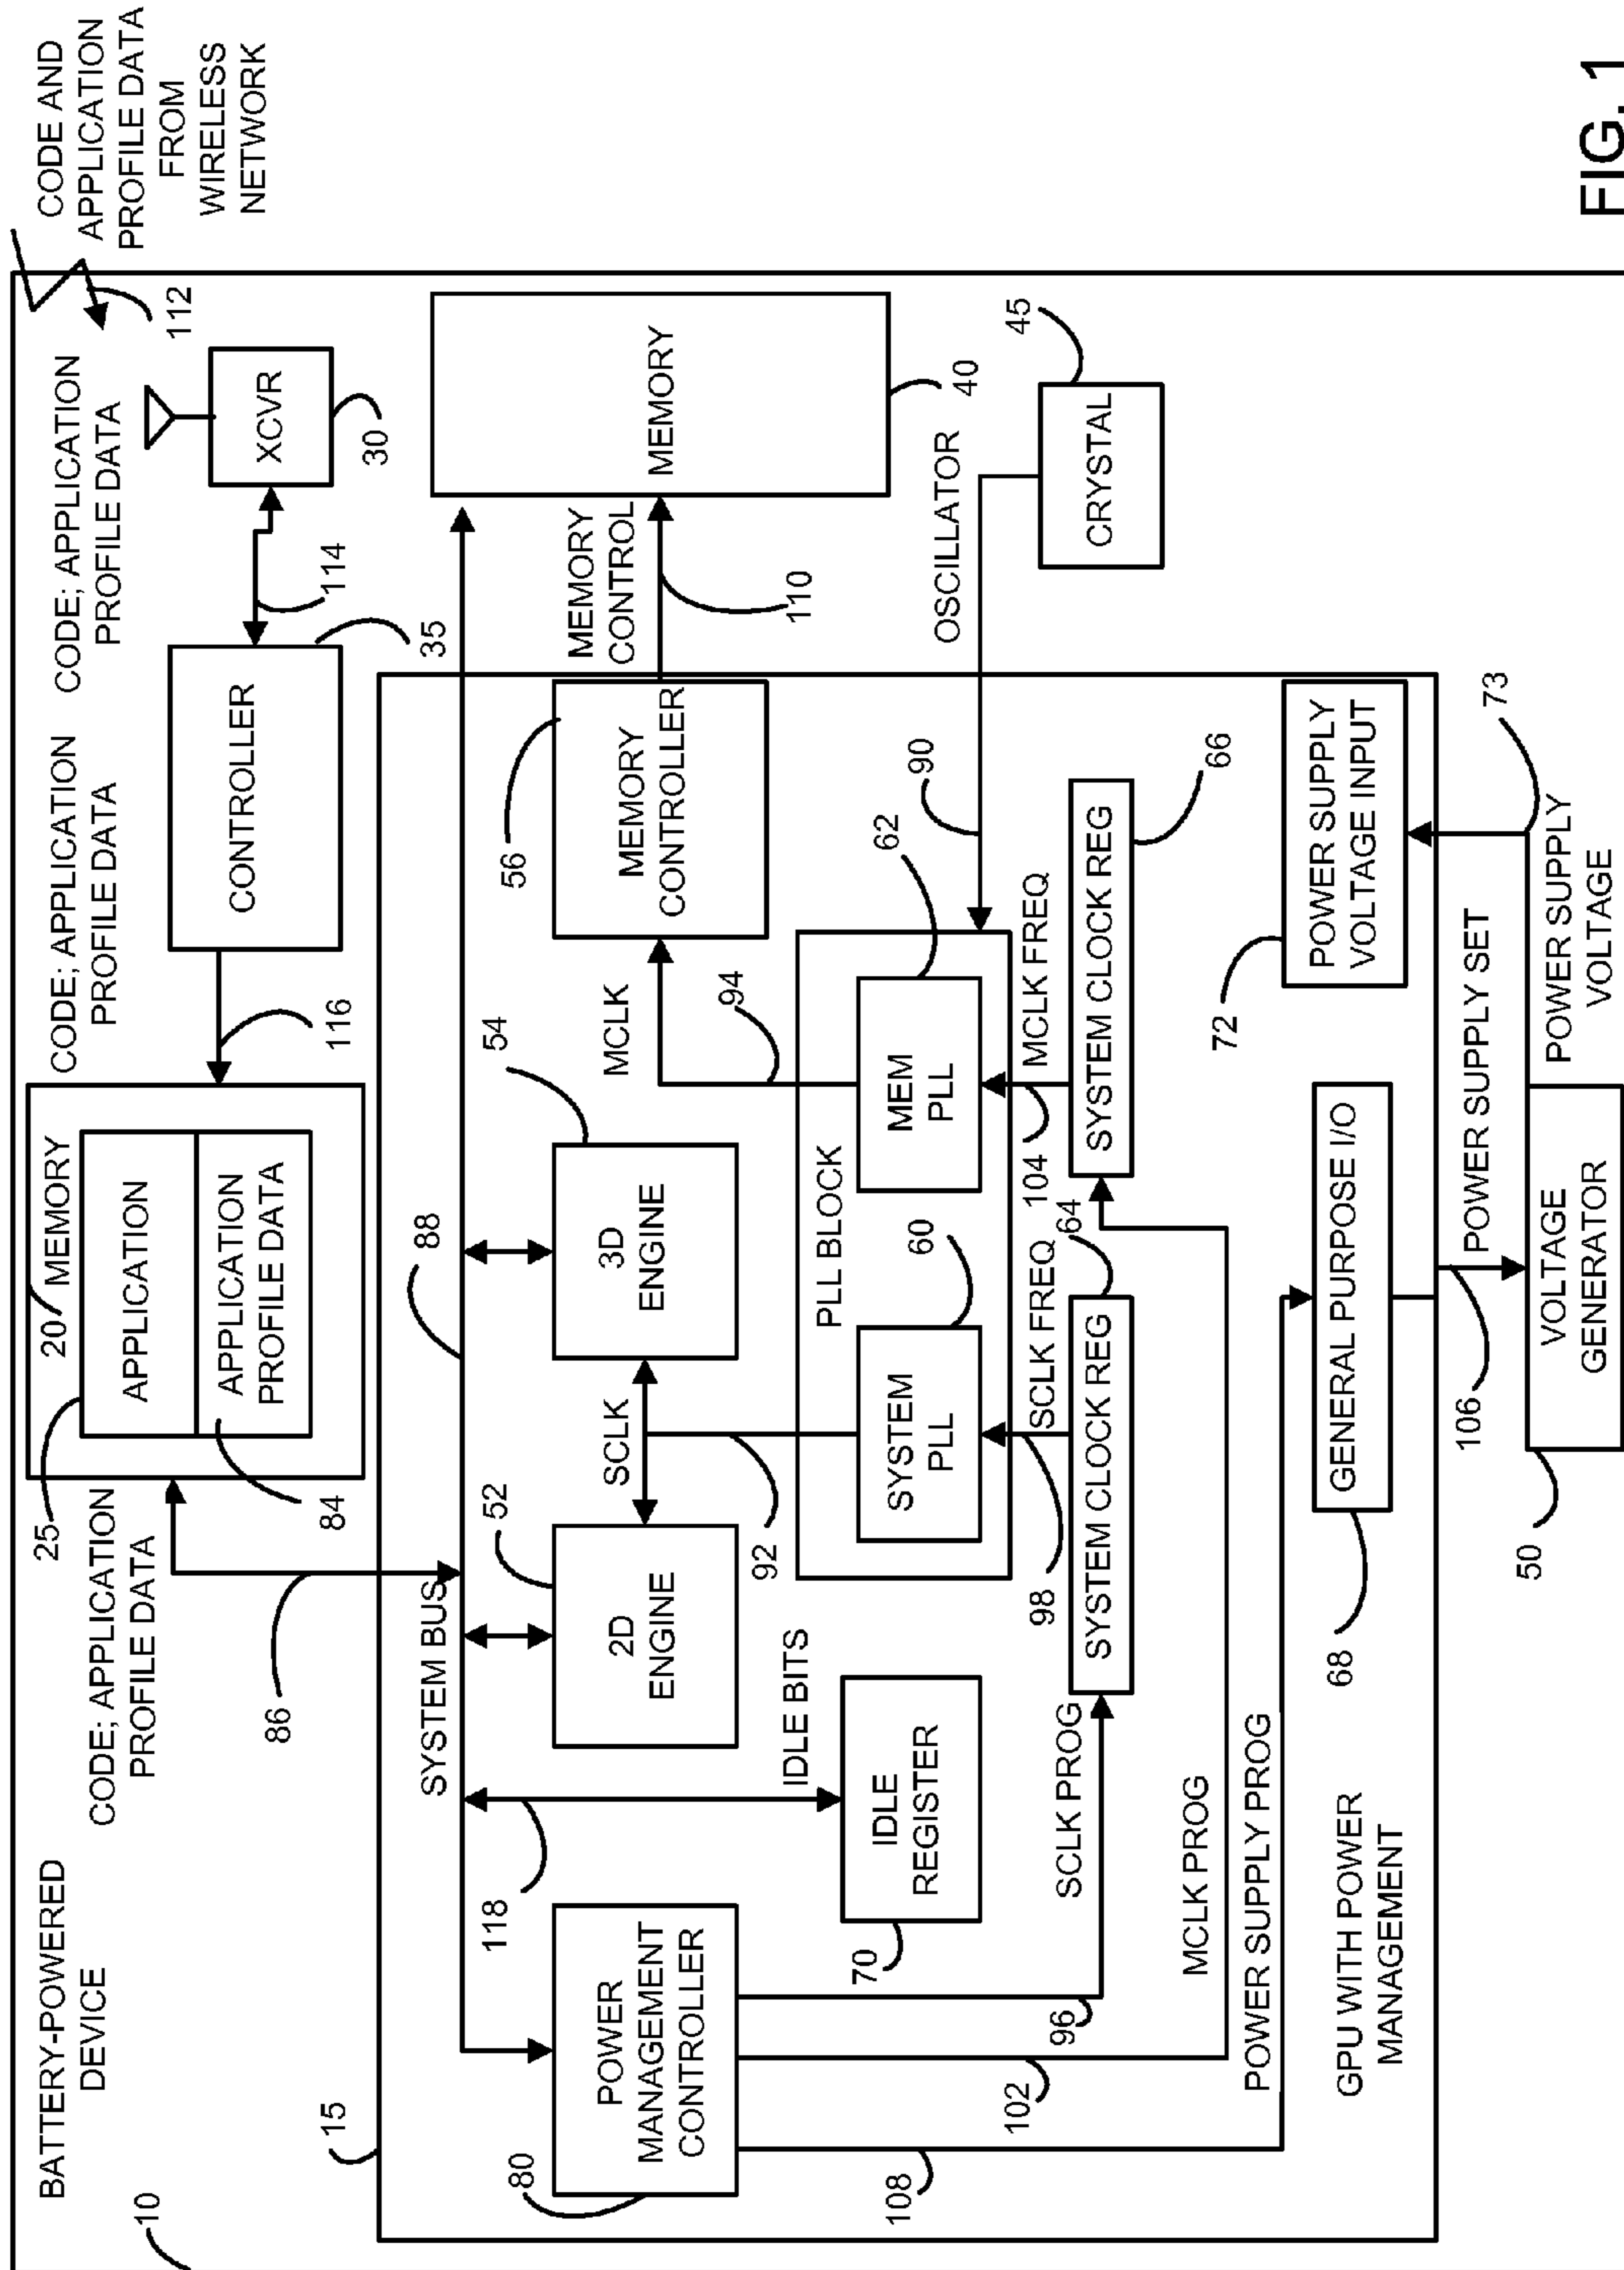 BATTERY-POWERED
DEVICE
10
15
CODE; APPLICATION
PROFILE DATA
86
25
20
MEMORY
APPLICATION
APPLICATION
PROFILE DATA
84
CODE; APPLICATION
PROFILE DATA
116
CONTROLLER
35
CODE; APPLICATION
PROFILE DATA
114
XCVR
30
112
CODE AND
APPLICATION
PROFILE DATA
FROM
WIRELESS
NETWORK
SYSTEM BUS
88
118
IDLE BITS
POWER
MANAGEMENT
CONTROLLER
80
2D
ENGINE
52
SCLK
92
3D
ENGINE
54
MCLK
94
MEMORY
CONTROLLER
56
MEMORY
CONTROL
110
MEMORY
40
IDLE
REGISTER
70
PLL BLOCK
SYSTEM
PLL
60
MEM
PLL
62
90
OSCILLATOR
CRYSTAL
45
SCLK PROG
96
98
SCLK FREQ
64
SYSTEM CLOCK REG
104
MCLK FREQ
SYSTEM CLOCK REG
66
MCLK PROG
102
POWER SUPPLY PROG
108
GENERAL PURPOSE I/O
68
72
POWER SUPPLY
VOLTAGE INPUT
73
GPU WITH POWER
MANAGEMENT
106
POWER SUPPLY SET
VOLTAGE
GENERATOR
50
POWER SUPPLY
VOLTAGE
FIG. 1